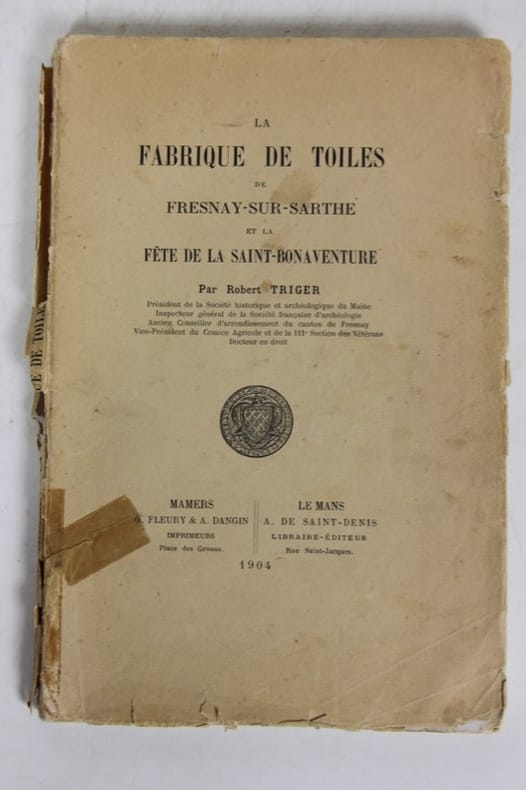 LA
FABRIQUE DE TOILES
DE
FRESNAY-SUR-SARTHE
ET LA
FÊTE DE LA SAINT-BONAVENTURE
Par Robert TRIGER
Président de la Société historique et archéologique du Maine
Inspecteur général de la Société française d'archéologie
Ancien Conseiller d'arrondissement du canton de Fresnay
Vice-Président du Comice Agricole et de la IIIe Section des Vétérans
Docteur en droit
MAMERS
G. FLEURY & A. DANGIN
IMPRIMEURS
Place des Grouas.
LE MANS
A. DE SAINT-DENIS
LIBRAIRE-ÉDITEUR
Rue Saint-Jacques.
1904
DE TOILE